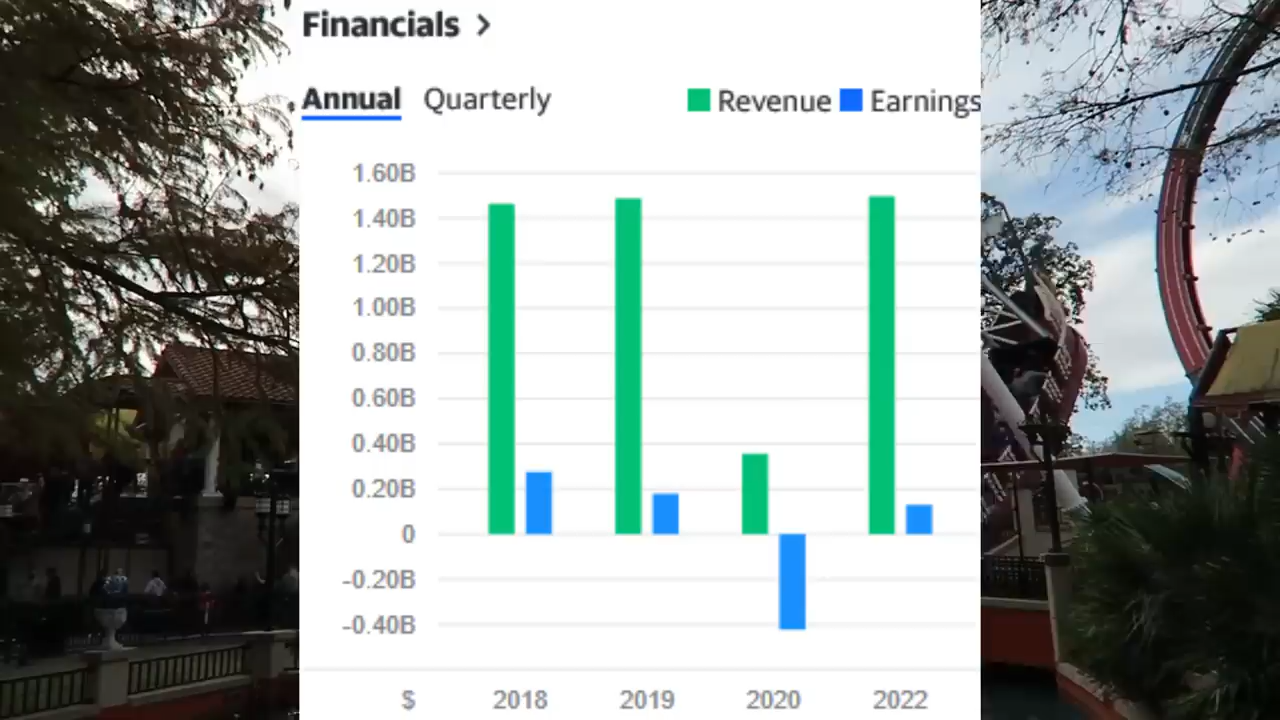 Financials >
Annual Quarterly Revenue Earnings
1.60B
1.40B
1.20B
1.00B
0.80B
0.60B
0.40B
0.20B
0
-0.20B
-0.40B
$ 2018 2019 2020 2022